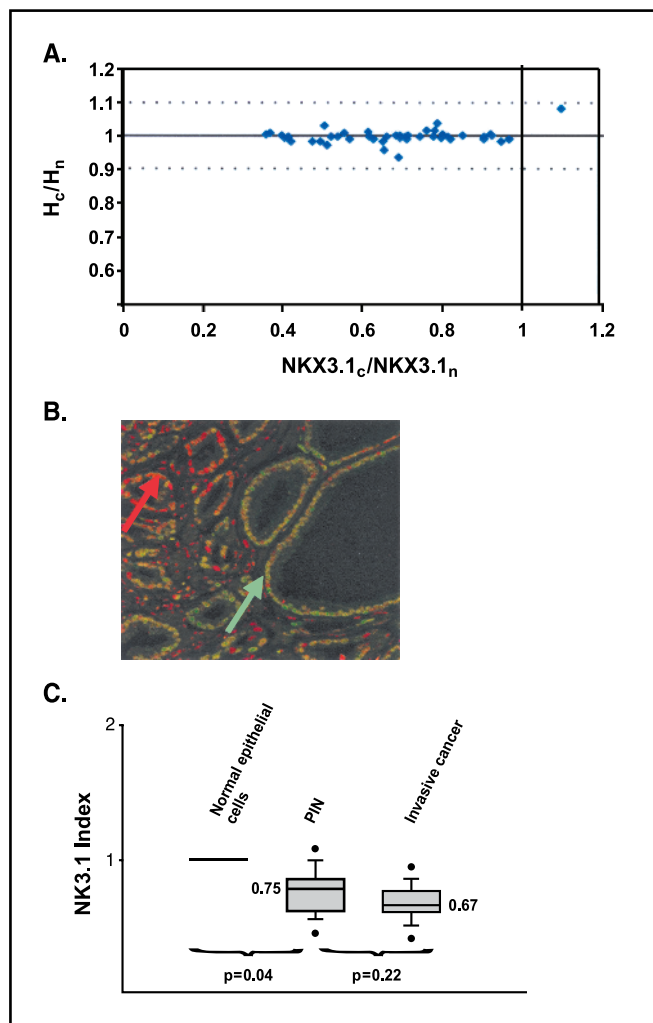 A.
1.2
1.1
1
0.9
0.8
0.7
0.6
Hc/Hn
0 0.2 0.4 0.6 0.8 1 1.2
NKX3.1c/NKX3.1n
B.
C.
2
1
NK3.1 Index
Normal epithelial
cells
PIN
Invasive cancer
0.75
0.67
p=0.04 p=0.22